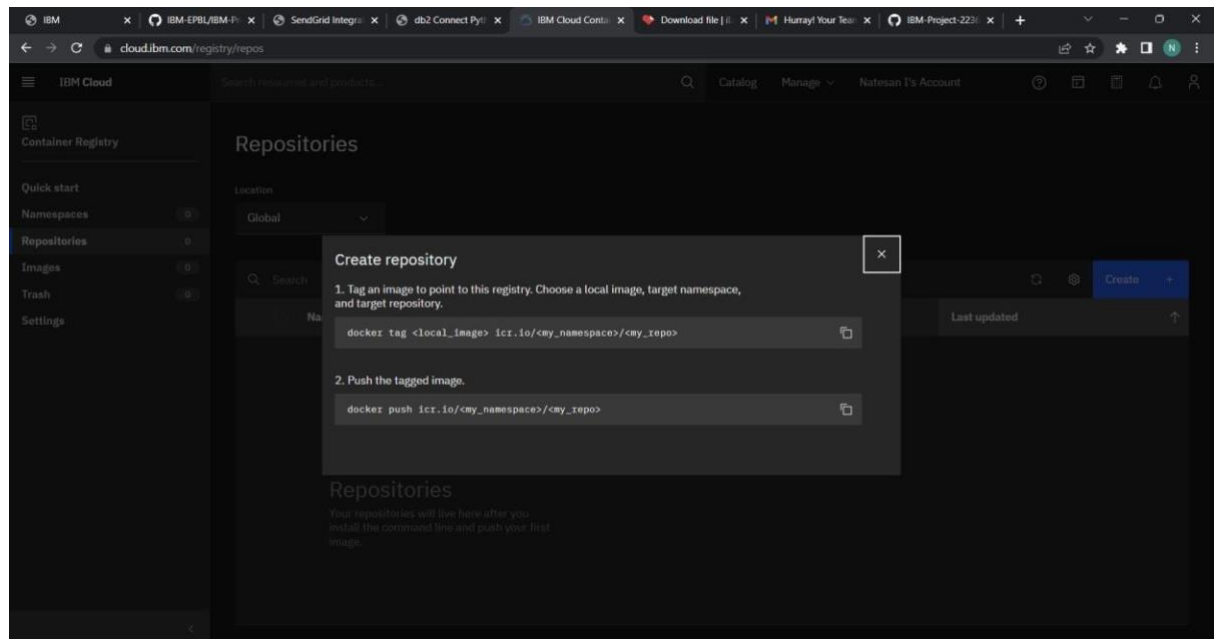 IBM
IBM-EPBL/IBM-Pr
SendGrid Integra
db2 Connect Pyt
IBM Cloud Conta
Download file | il
Hurray! Your Tea
IBM-Project-2236
cloud.ibm.com/registry/repos
N
IBM Cloud
Search resources and products...
Catalog
Manage
Natesan I's Account
Container Registry
Repositories
Quick start
Location
Namespaces 0
Global
Repositories 0
Images 0
Search
Create +
Trash 0
Na
Last updated
Settings
Create repository
1. Tag an image to point to this registry. Choose a local image, target namespace,
and target repository.
docker tag <local_image> icr.io/<my_namespace>/<my_repo>
2. Push the tagged image.
docker push icr.io/<my_namespace>/<my_repo>
Repositories
Your repositories will live here after you
install the command line and push your first
image.